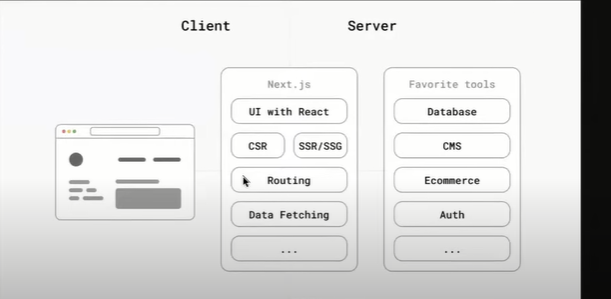 Client
Server
Next.js
UI with React
CSR
SSR/SSG
Routing
Data Fetching
...
Favorite tools
Database
CMS
Ecommerce
Auth
...